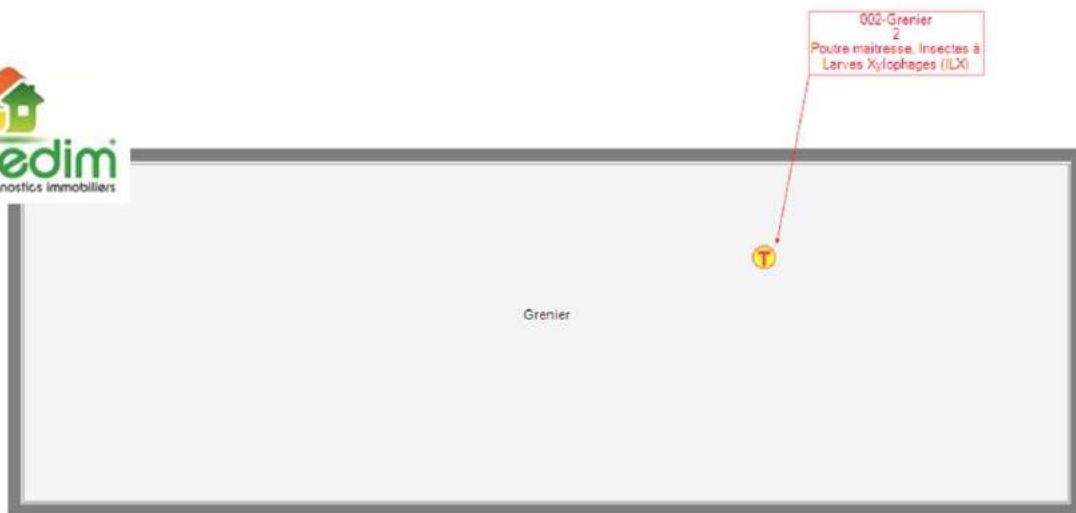 002-Grenier
2
Poutre maitresse, Insectes à
Larves Xylophages (ILX)
edim
nostics immobiliers
T
Grenier